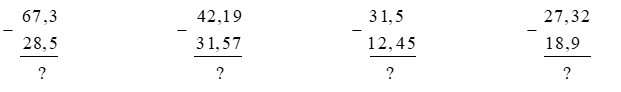 67,3 42,19 31,5 27,32
− − − −
28,5 31,57 12,45 18,9
? ? ? ?